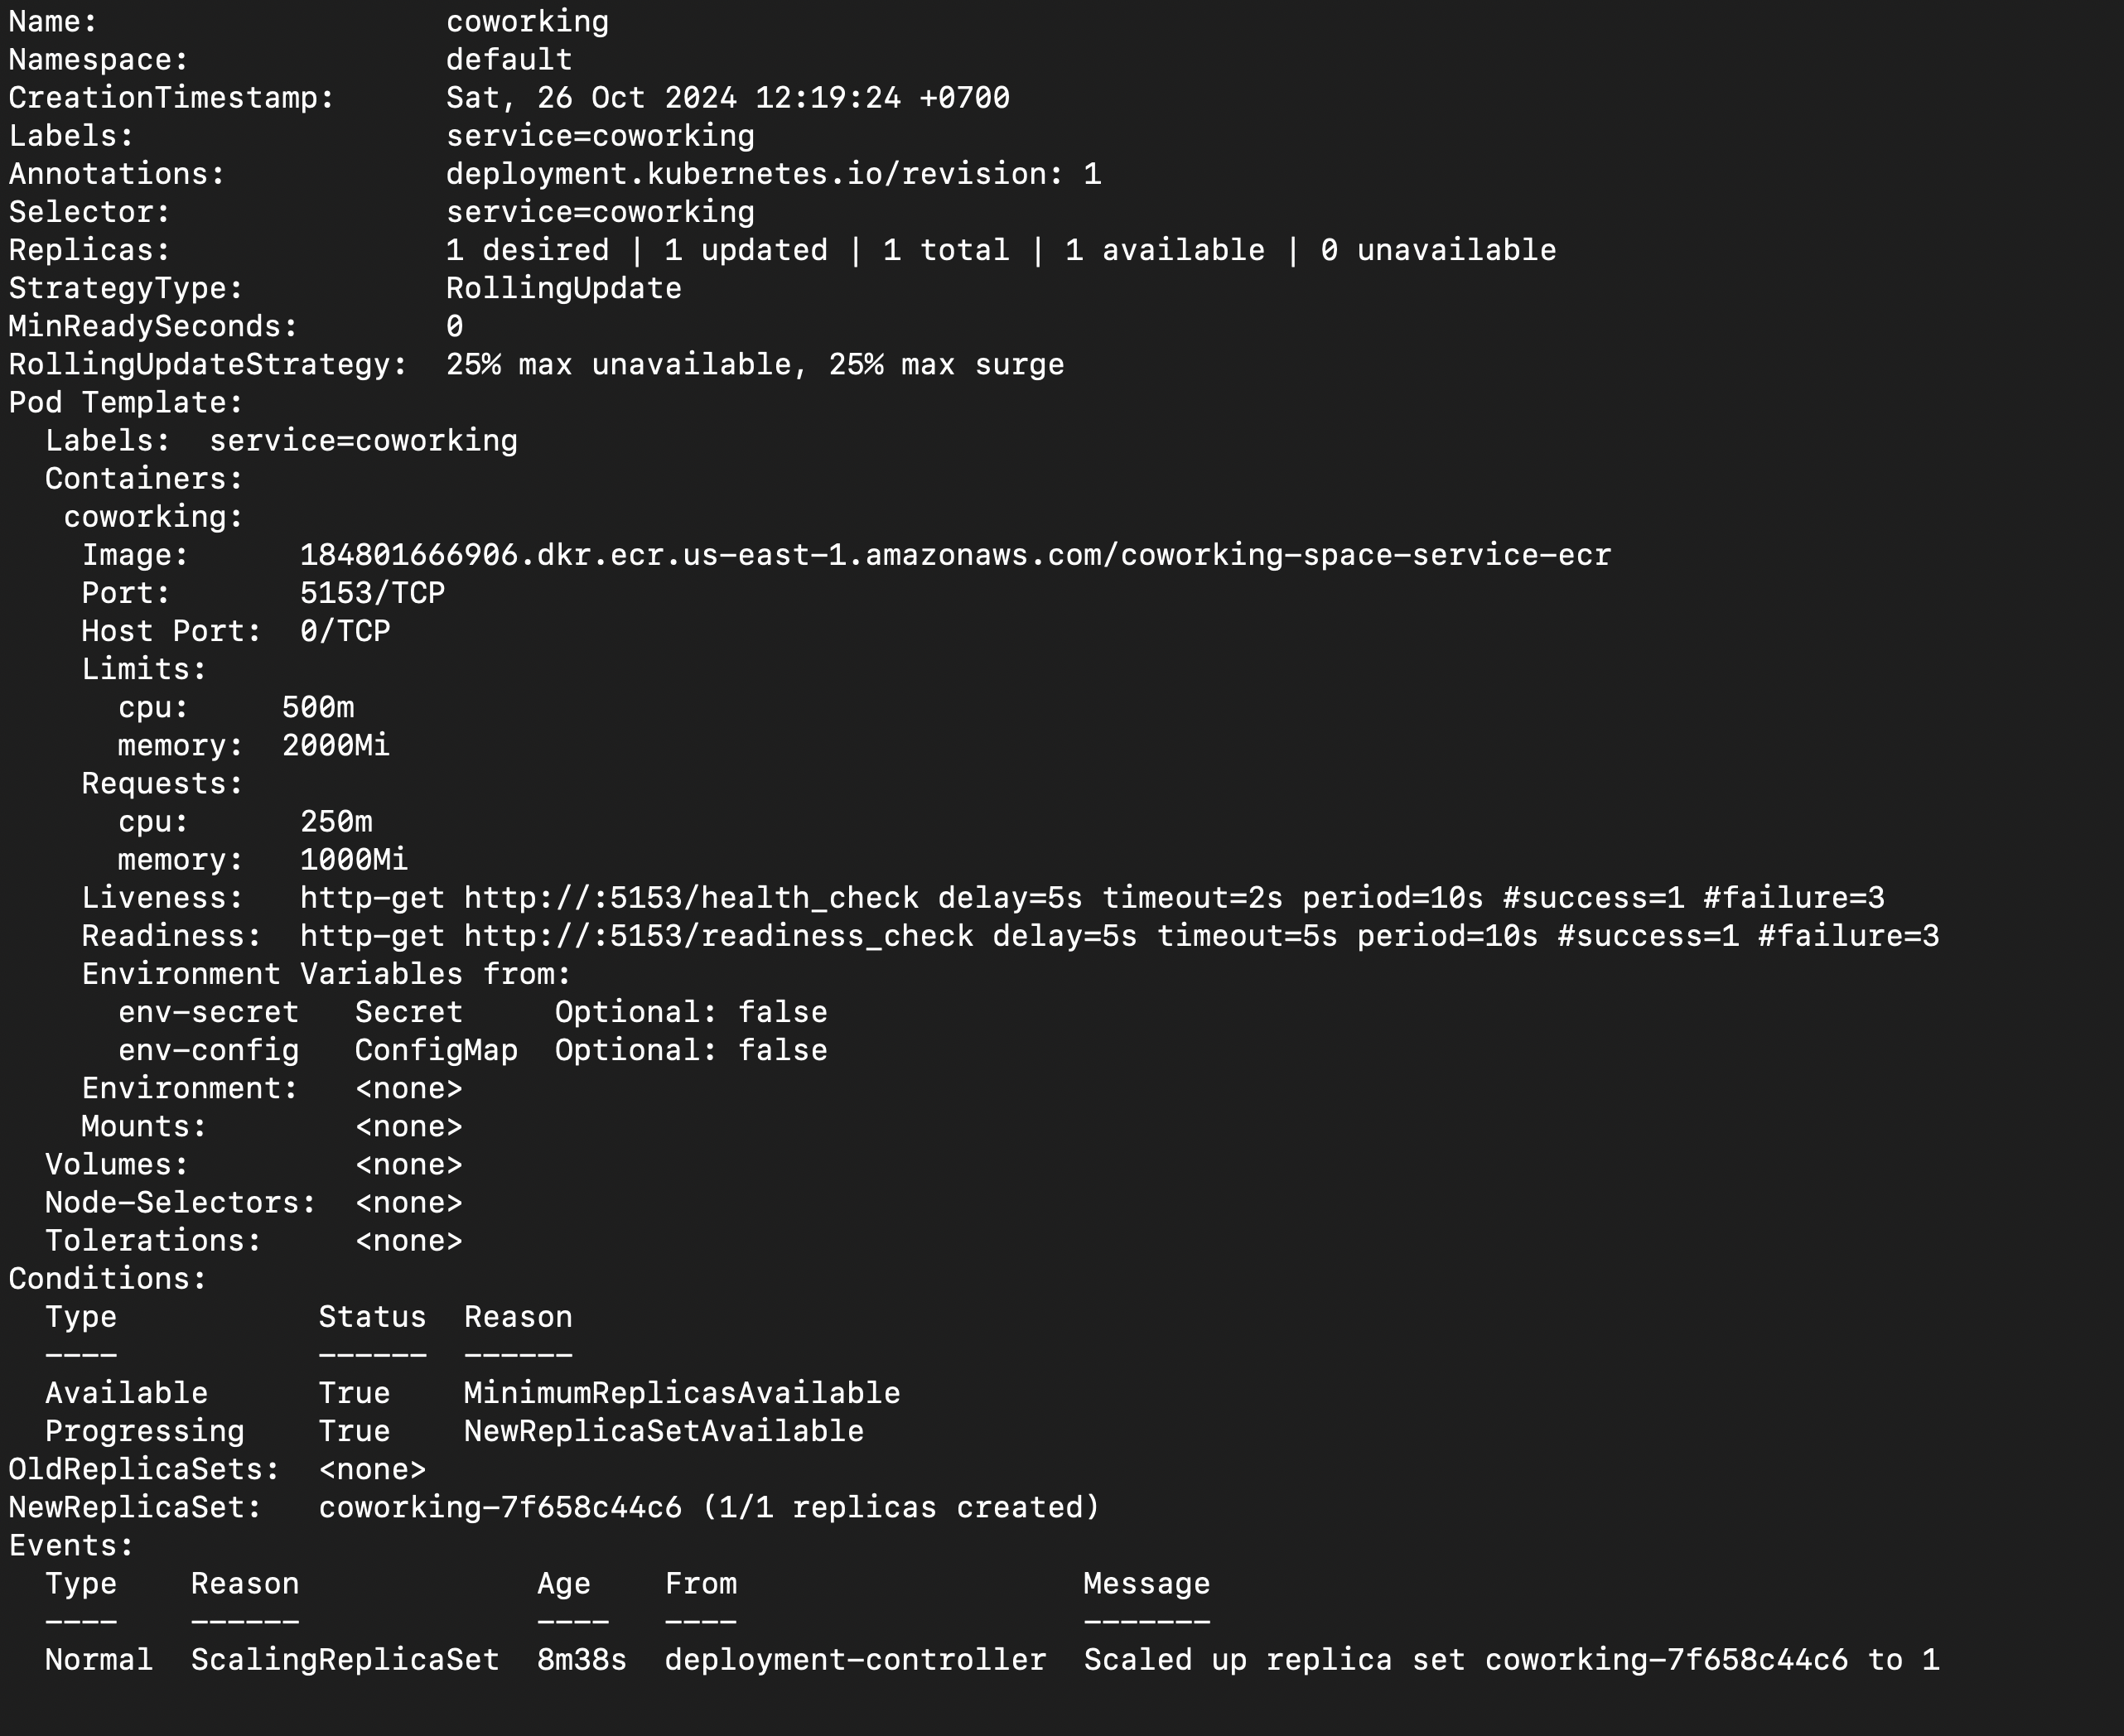 Name:                   coworking
Namespace:              default
CreationTimestamp:      Sat, 26 Oct 2024 12:19:24 +0700
Labels:                 service=coworking
Annotations:            deployment.kubernetes.io/revision: 1
Selector:               service=coworking
Replicas:               1 desired | 1 updated | 1 total | 1 available | 0 unavailable
StrategyType:           RollingUpdate
MinReadySeconds:        0
RollingUpdateStrategy:  25% max unavailable, 25% max surge
Pod Template:
  Labels:  service=coworking
  Containers:
   coworking:
    Image:      184801666906.dkr.ecr.us-east-1.amazonaws.com/coworking-space-service-ecr
    Port:       5153/TCP
    Host Port:  0/TCP
    Limits:
      cpu:     500m
      memory:  2000Mi
    Requests:
      cpu:      250m
      memory:   1000Mi
    Liveness:   http-get http://:5153/health_check delay=5s timeout=2s period=10s #success=1 #failure=3
    Readiness:  http-get http://:5153/readiness_check delay=5s timeout=5s period=10s #success=1 #failure=3
    Environment Variables from:
      env-secret   Secret     Optional: false
      env-config   ConfigMap  Optional: false
    Environment:   <none>
    Mounts:        <none>
  Volumes:         <none>
  Node-Selectors:  <none>
  Tolerations:     <none>
Conditions:
  Type           Status  Reason
  ----           ------  ------
  Available      True    MinimumReplicasAvailable
  Progressing    True    NewReplicaSetAvailable
OldReplicaSets:  <none>
NewReplicaSet:   coworking-7f658c44c6 (1/1 replicas created)
Events:
  Type    Reason             Age    From                   Message
  ----    ------             ----   ----                   -------
  Normal  ScalingReplicaSet  8m38s  deployment-controller  Scaled up replica set coworking-7f658c44c6 to 1